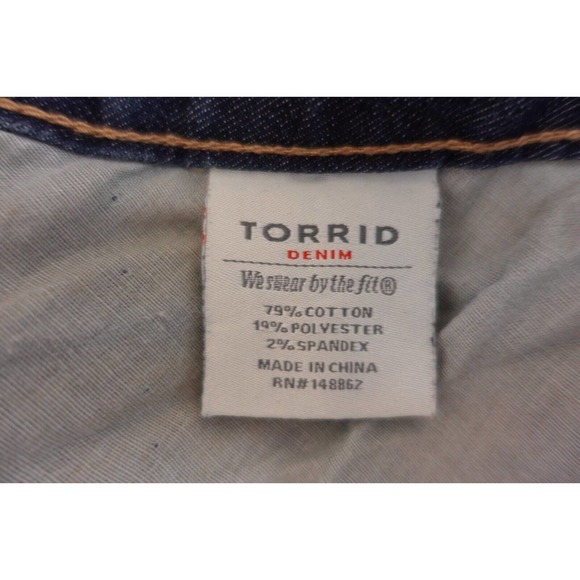 TORRID
DENIM
We swear by the fit®
79% COTTON
19% POLYESTER
2% SPANDEX
MADE IN CHINA
RN# 148862